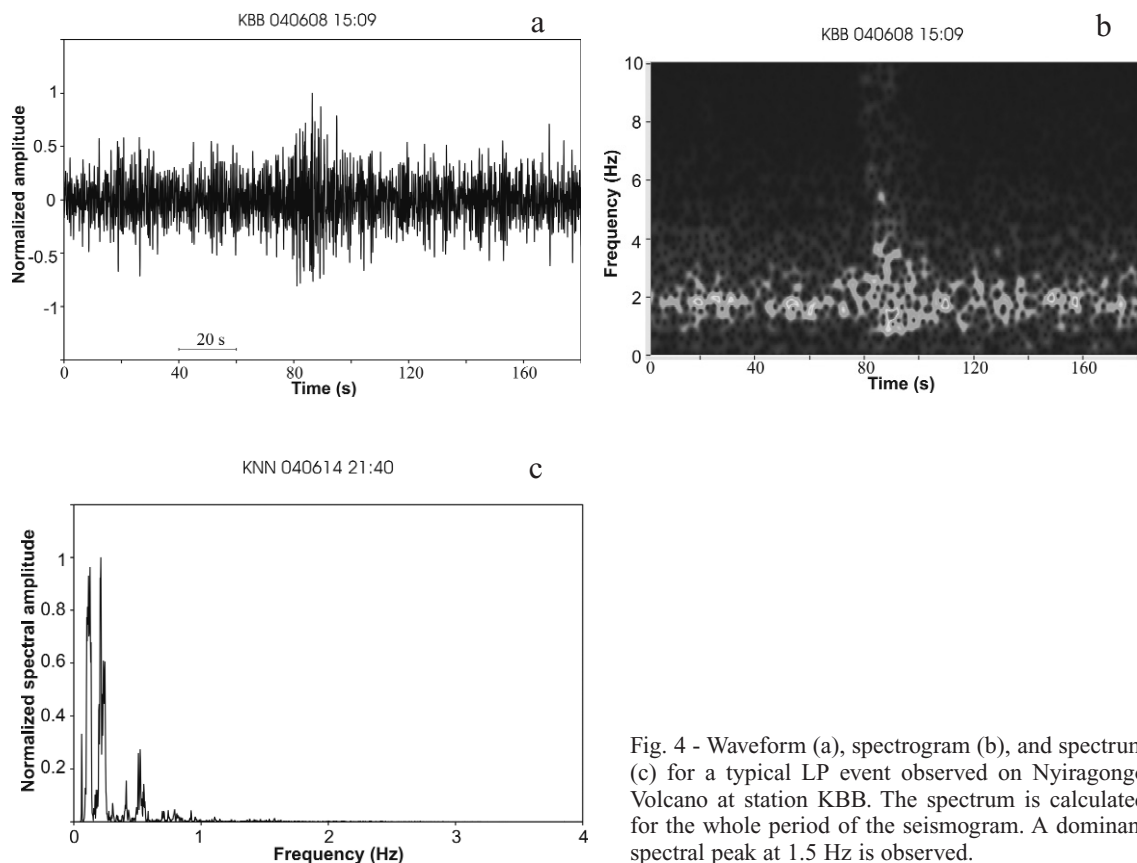 KBB 040608 15:09
a
Normalized amplitude
1
0.5
0
-0.5
-1
20 s
0 40 80 120 160
Time (s)
KBB 040608 15:09
b
Frequency (Hz)
10
8
6
4
2
0
0 20 40 60 80 100 120 140 160
Time (s)
KNN 040614 21:40
c
Normalized spectral amplitude
1
0.8
0.6
0.4
0.2
0 1 2 3 4
Frequency (Hz)
Fig. 4 - Waveform (a), spectrogram (b), and spectrum
(c) for a typical LP event observed on Nyiragongo
Volcano at station KBB. The spectrum is calculated
for the whole period of the seismogram. A dominan
spectral peak at 1.5 Hz is observed.